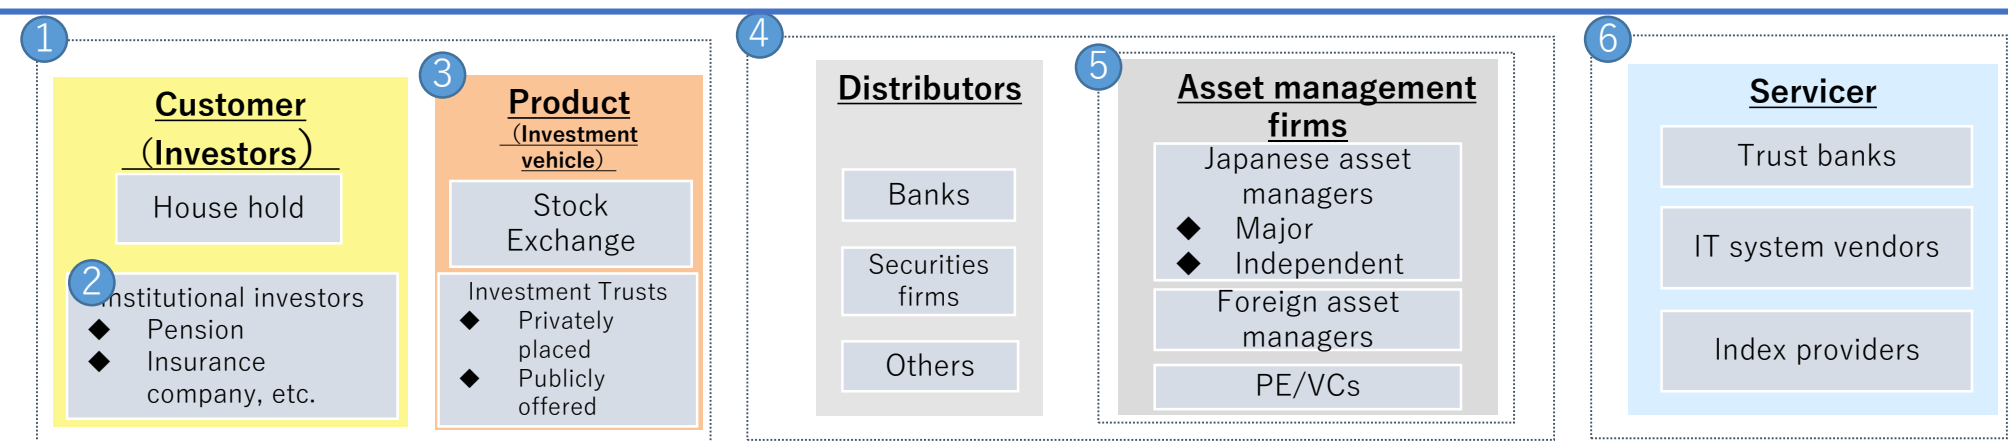 1
Customer
（Investors）
House hold
2
Institutional investors
◆ Pension
◆ Insurance
company, etc.
3
Product
（Investment
vehicle）
Stock
Exchange
Investment Trusts
◆ Privately
placed
◆ Publicly
offered
4
Distributors
Banks
Securities
firms
Others
5
Asset management
firms
Japanese asset
managers
◆ Major
◆ Independent
Foreign asset
managers
PE/VCs
6
Servicer
Trust banks
IT system vendors
Index providers